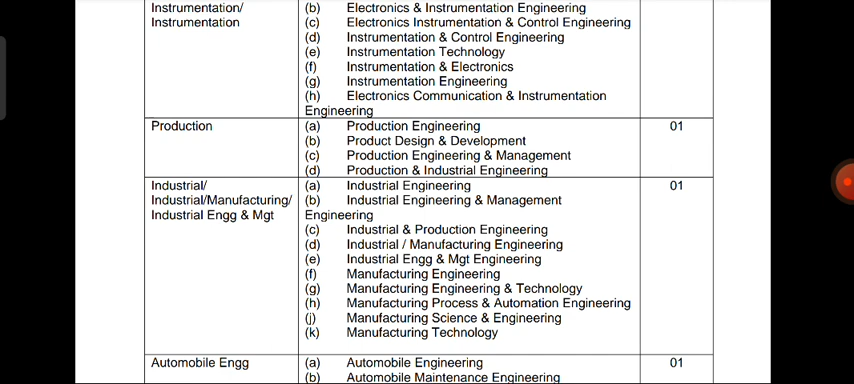 Instrumentation/ (b) Electronics & Instrumentation Engineering
Instrumentation (c) Electronics Instrumentation & Control Engineering
(d) Instrumentation & Control Engineering
(e) Instrumentation Technology
(f) Instrumentation & Electronics
(g) Instrumentation Engineering
(h) Electronics Communication & Instrumentation
Engineering
Production (a) Production Engineering 01
(b) Product Design & Development
(c) Production Engineering & Management
(d) Production & Industrial Engineering
Industrial/ (a) Industrial Engineering 01
Industrial/Manufacturing/ (b) Industrial Engineering & Management
Industrial Engg & Mgt Engineering
(c) Industrial & Production Engineering
(d) Industrial / Manufacturing Engineering
(e) Industrial Engg & Mgt Engineering
(f) Manufacturing Engineering
(g) Manufacturing Engineering & Technology
(h) Manufacturing Process & Automation Engineering
(j) Manufacturing Science & Engineering
(k) Manufacturing Technology
Automobile Engg (a) Automobile Engineering 01
(b) Automobile Maintenance Engineering